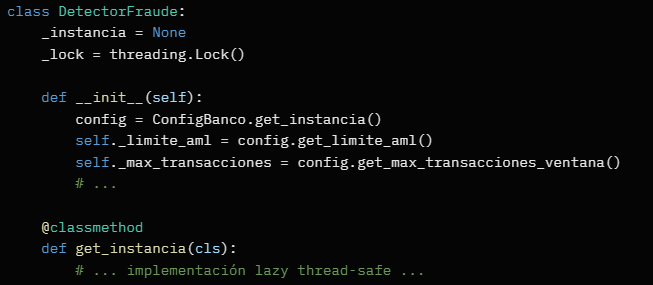 class DetectorFraude:
    _instancia = None
    _lock = threading.Lock()

    def __init__(self):
        config = ConfigBanco.get_instancia()
        self._limite_aml = config.get_limite_aml()
        self._max_transacciones = config.get_max_transacciones_ventana()
        # ...

    @classmethod
    def get_instancia(cls):
        # ... implementación lazy thread-safe ...